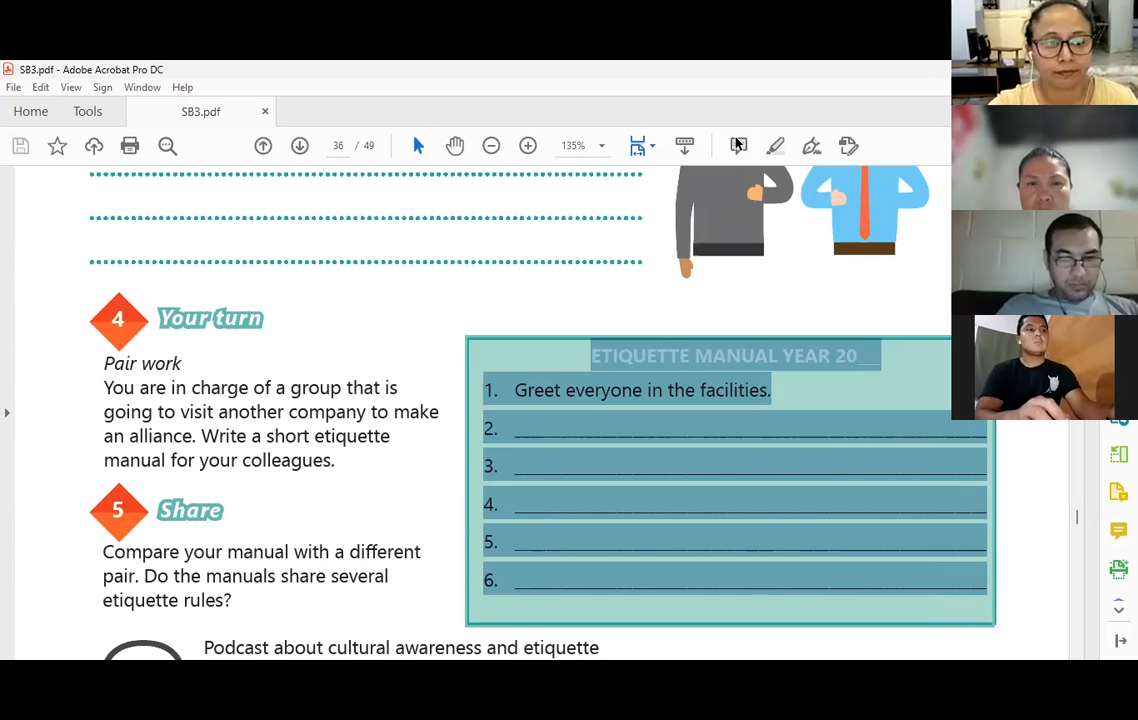 SB3.pdf - Adobe Acrobat Pro DC
File Edit View Sign Window Help
Home Tools SB3.pdf ×
36 / 49 135%
4 Your turn
Pair work
You are in charge of a group that is
going to visit another company to make
an alliance. Write a short etiquette
manual for your colleagues.
5 Share
Compare your manual with a different
pair. Do the manuals share several
etiquette rules?
ETIQUETTE MANUAL YEAR 20__
1. Greet everyone in the facilities.
2.
3.
4.
5.
6.
Podcast about cultural awareness and etiquette